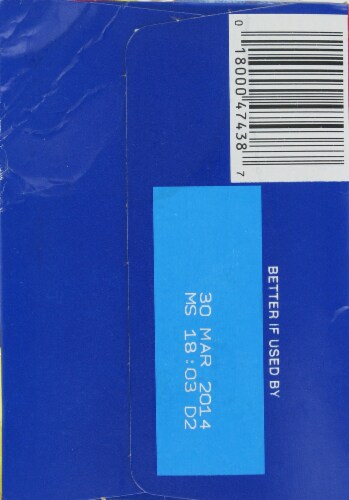 0 18000 47438 7
BETTER IF USED BY
30 MAR 2014
MS 18:03 D2